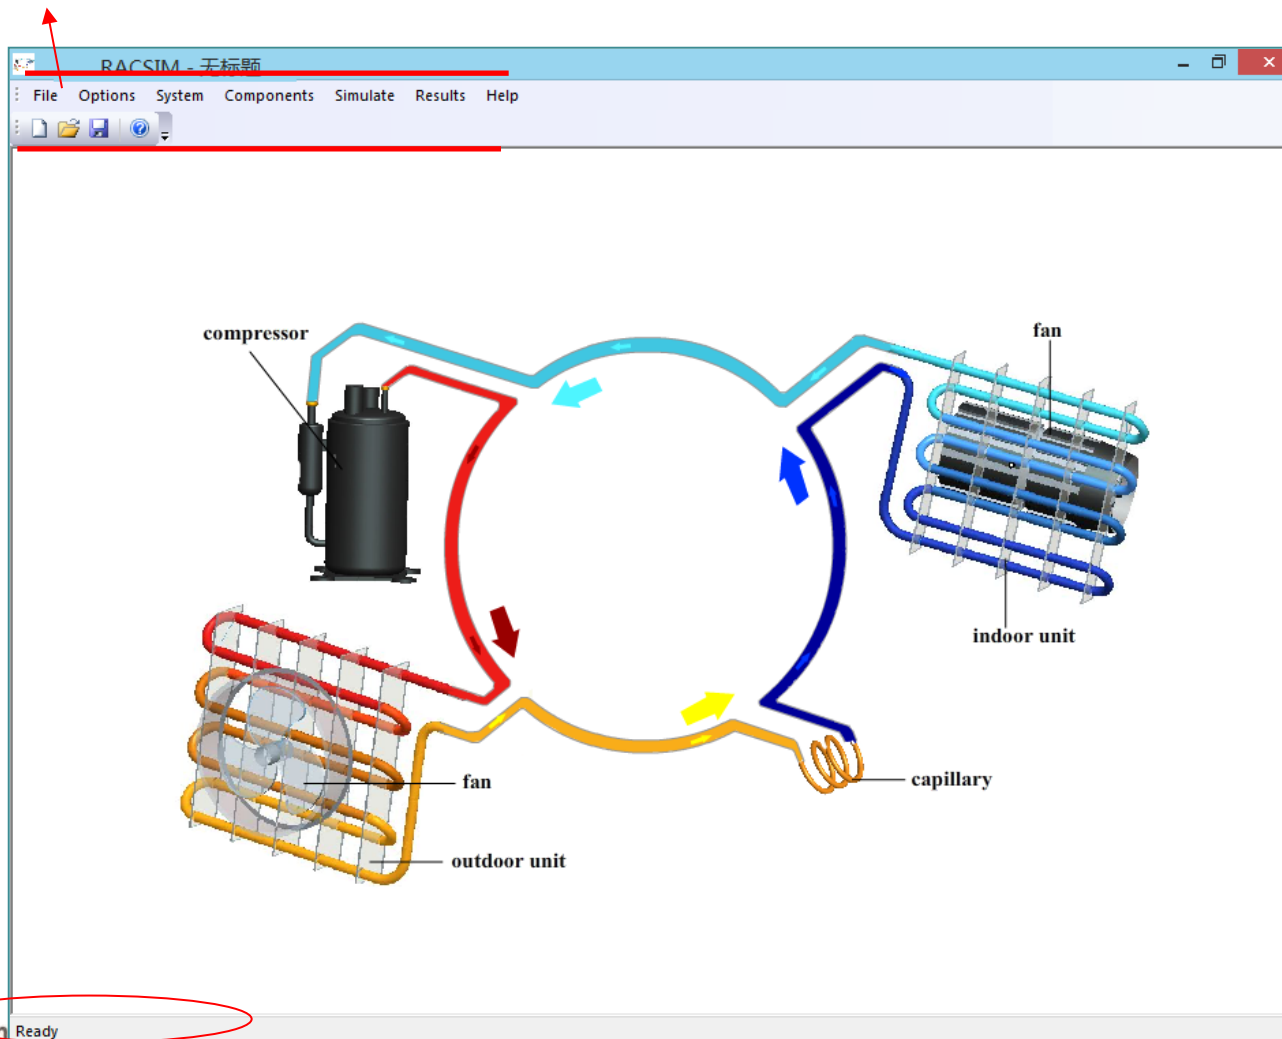 RACSIM - 无标题
File Options System Components Simulate Results Help
compressor
fan
indoor unit
fan
capillary
outdoor unit
Ready